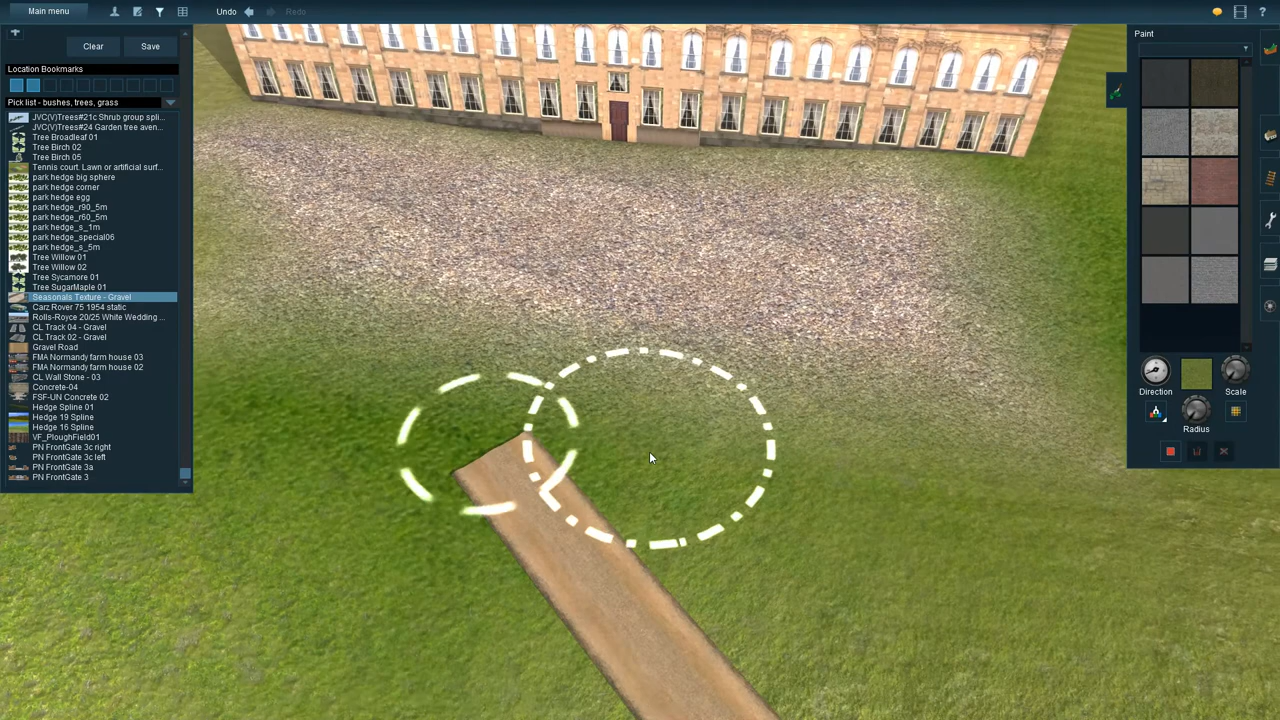 Main menu
Undo
Redo
?
Clear
Save
Location Bookmarks
Pick list - bushes, trees, grass
JVC(V)Trees#21c Shrub group spli...
JVC(V)Trees#24 Garden tree aven...
Tree Broadleaf 01
Tree Birch 02
Tree Birch 05
Tennis court. Lawn or artificial surf...
park hedge big sphere
park hedge corner
park hedge egg
park hedge_r90_5m
park hedge_r60_5m
park hedge_s_1m
park hedge_special06
park hedge_s_5m
Tree Willow 01
Tree Willow 02
Tree Sycamore 01
Tree SugarMaple 01
Seasonals Texture - Gravel
Carz Rover 75 1954 static
Rolls-Royce 20/25 White Wedding ...
CL Track 04 - Gravel
CL Track 02 - Gravel
Gravel Road
FMA Normandy farm house 03
FMA Normandy farm house 02
CL Wall Stone - 03
Concrete-04
FSF-UN Concrete 02
Hedge Spline 01
Hedge 19 Spline
Hedge 16 Spline
VF_PloughField01
PN FrontGate 3c right
PN FrontGate 3c left
PN FrontGate 3a
PN FrontGate 3
Paint
Direction
Scale
Radius